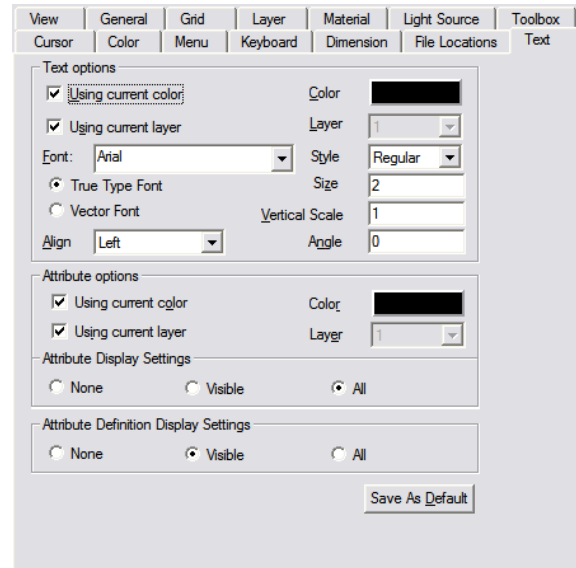 View General Grid Layer Material Light Source Toolbox
Cursor Color Menu Keyboard Dimension File Locations Text
Text options
Using current color Color
Using current layer Layer 1
Font: Arial Style Regular
True Type Font Size 2
Vector Font Vertical Scale 1
Align Left Angle 0
Attribute options
Using current color Color
Using current layer Layer 1
Attribute Display Settings
None Visible All
Attribute Definition Display Settings
None Visible All
Save As Default